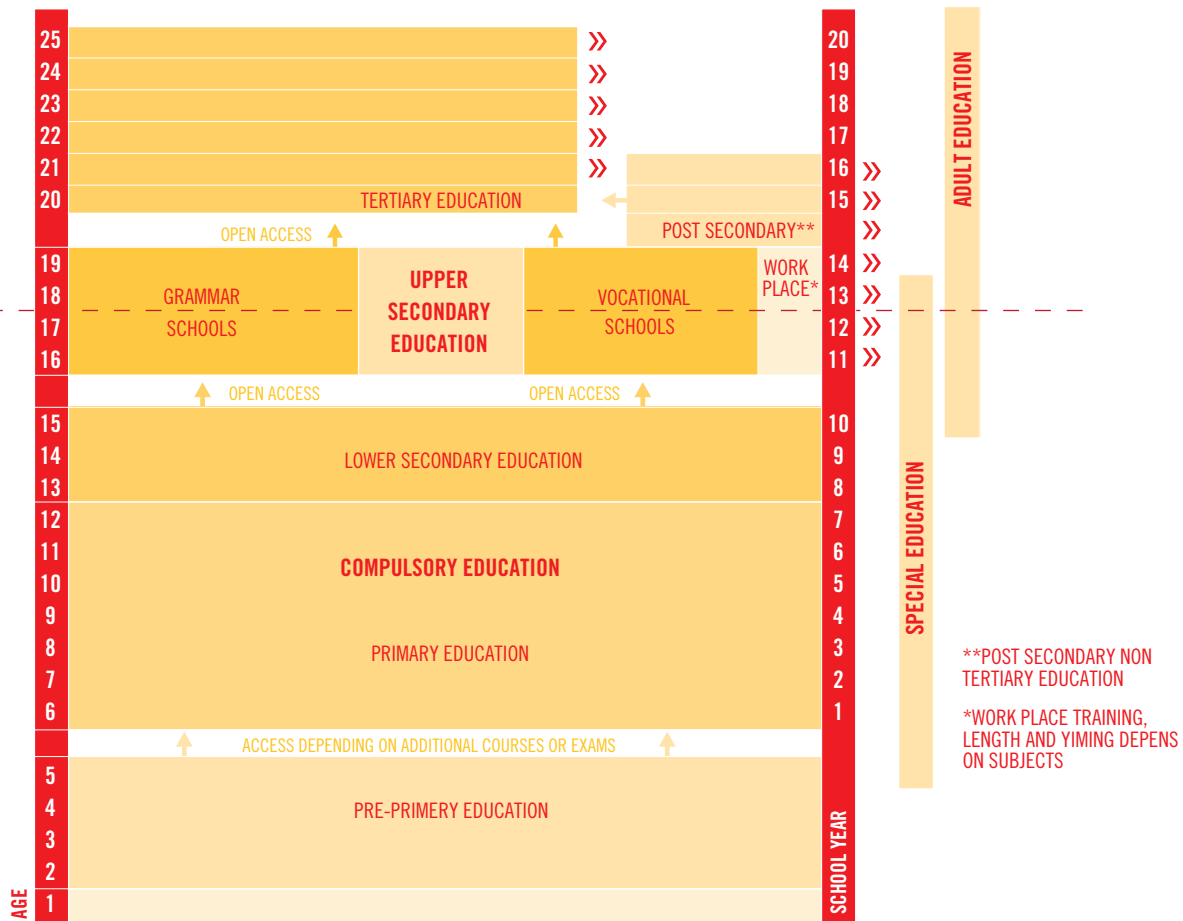 25
20
24
19
23
18
22
17
21
16
20
TERTIARY EDUCATION
15
OPEN ACCESS
POST SECONDARY**
19
14
18
13
17
12
16
11
GRAMMAR
SCHOOLS
UPPER
SECONDARY
EDUCATION
VOCATIONAL
SCHOOLS
WORK
PLACE*
OPEN ACCESS
OPEN ACCESS
15
10
14
LOWER SECONDARY EDUCATION
9
13
8
12
7
11
COMPULSORY EDUCATION
6
10
5
9
4
8
PRIMARY EDUCATION
3
7
2
6
1
ACCESS DEPENDING ON ADDITIONAL COURSES OR EXAMS
5
4
PRE-PRIMERY EDUCATION
3
2
1
AGE
SCHOOL YEAR
SPECIAL EDUCATION
ADULT EDUCATION
**POST SECONDARY NON
TERTIARY EDUCATION
*WORK PLACE TRAINING,
LENGTH AND YIMING DEPENS
ON SUBJECTS